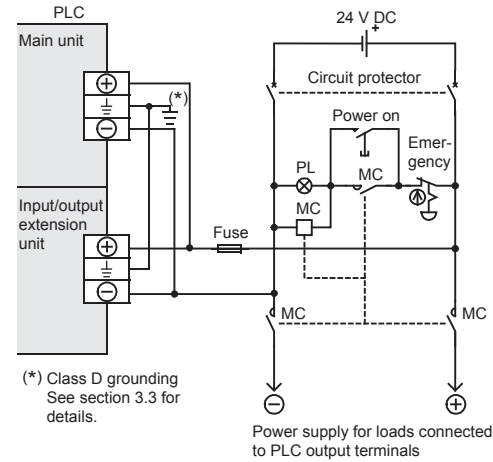 PLC
Main unit
24 V DC
+
Circuit protector
(*)
Power on
Emer-
gency
PL
MC
MC
Input/output
extension
unit
Fuse
MC
MC
(*) Class D grounding
See section 3.3 for
details.
Power supply for loads connected
to PLC output terminals